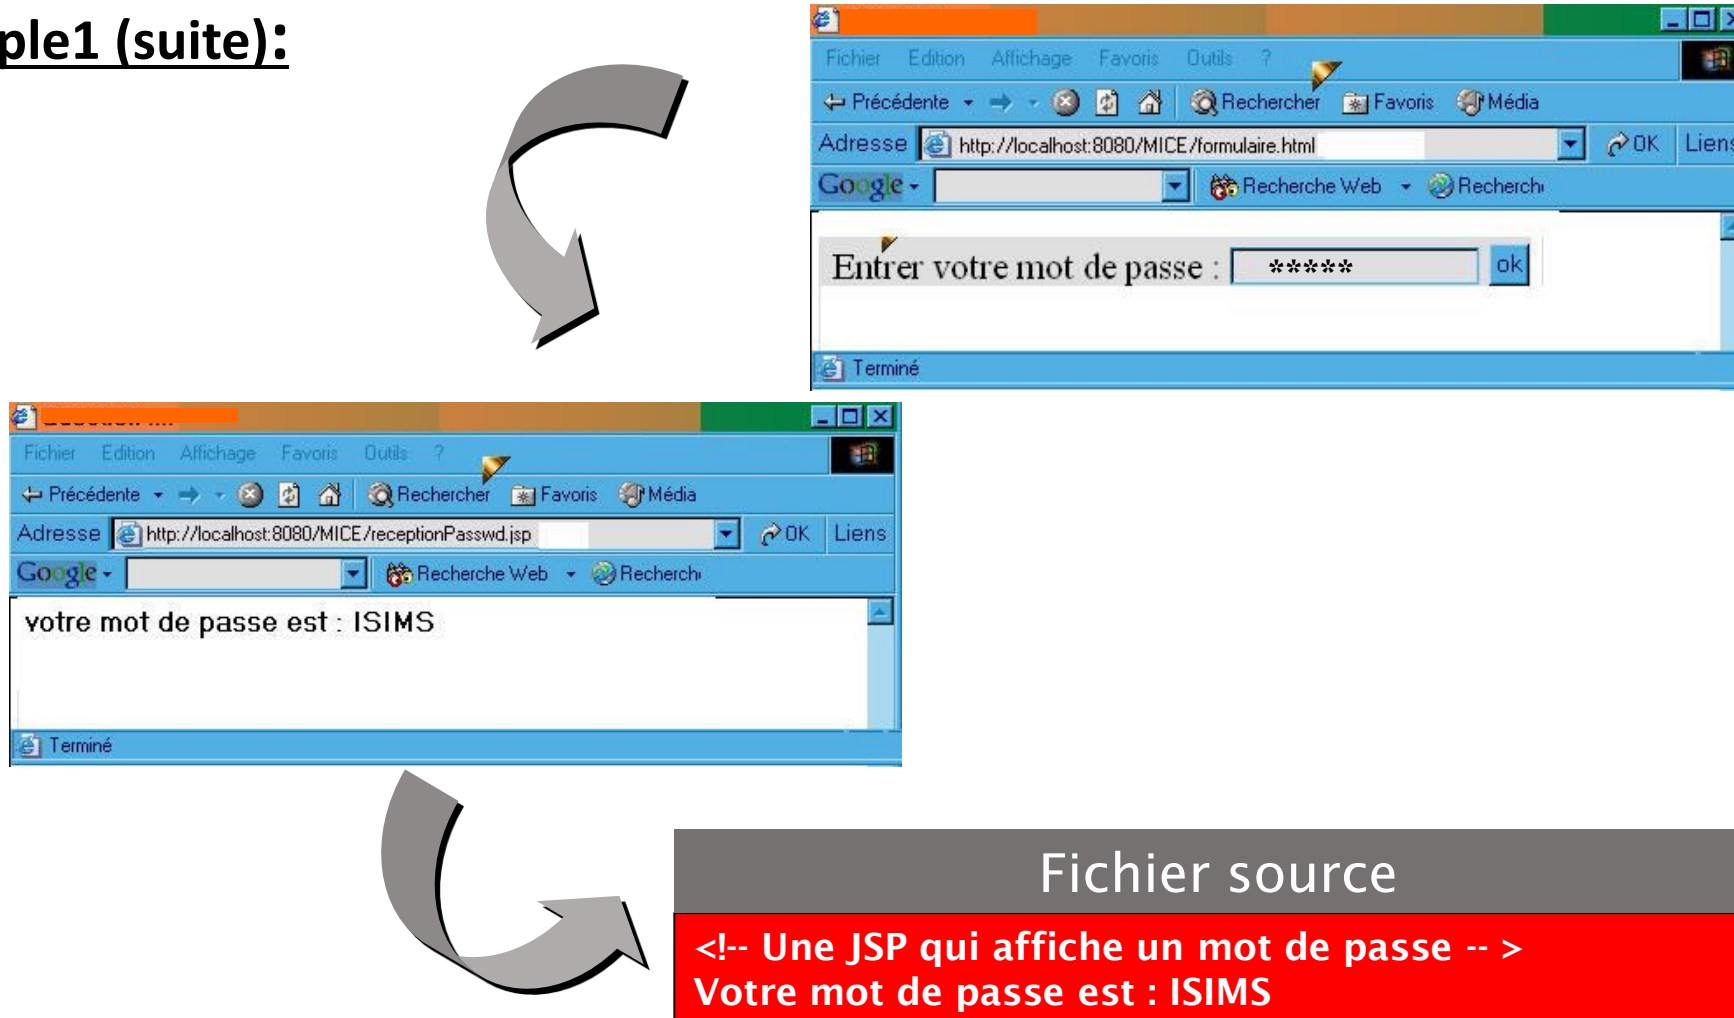 ple1 (suite):
Fichier Edition Affichage Favoris Outils ?
Précédente Rechercher Favoris Média
Adresse http://localhost:8080/MICE/formulaire.html OK Liens
Google Recherche Web Recherch
Entrer votre mot de passe : ***** ok
Terminé
Fichier Edition Affichage Favoris Outils ?
Précédente Rechercher Favoris Média
Adresse http://localhost:8080/MICE/receptionPasswd.jsp OK Liens
Google Recherche Web Recherch
votre mot de passe est : ISIMS
Terminé
Fichier source
<!-- Une JSP qui affiche un mot de passe -- >
Votre mot de passe est : ISIMS